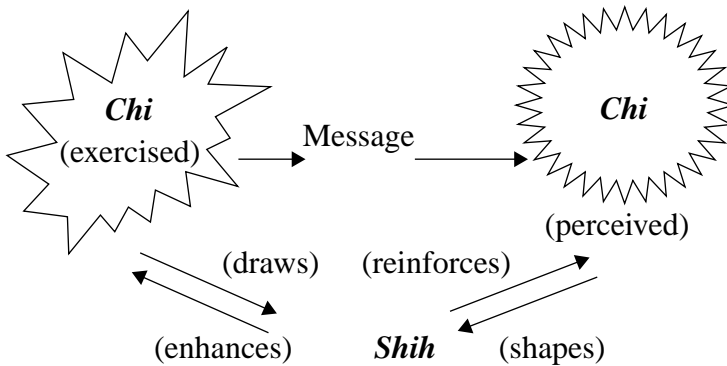 Chi
(exercised)
Message
Chi
(perceived)
(draws)
(reinforces)
(enhances)
Shih
(shapes)